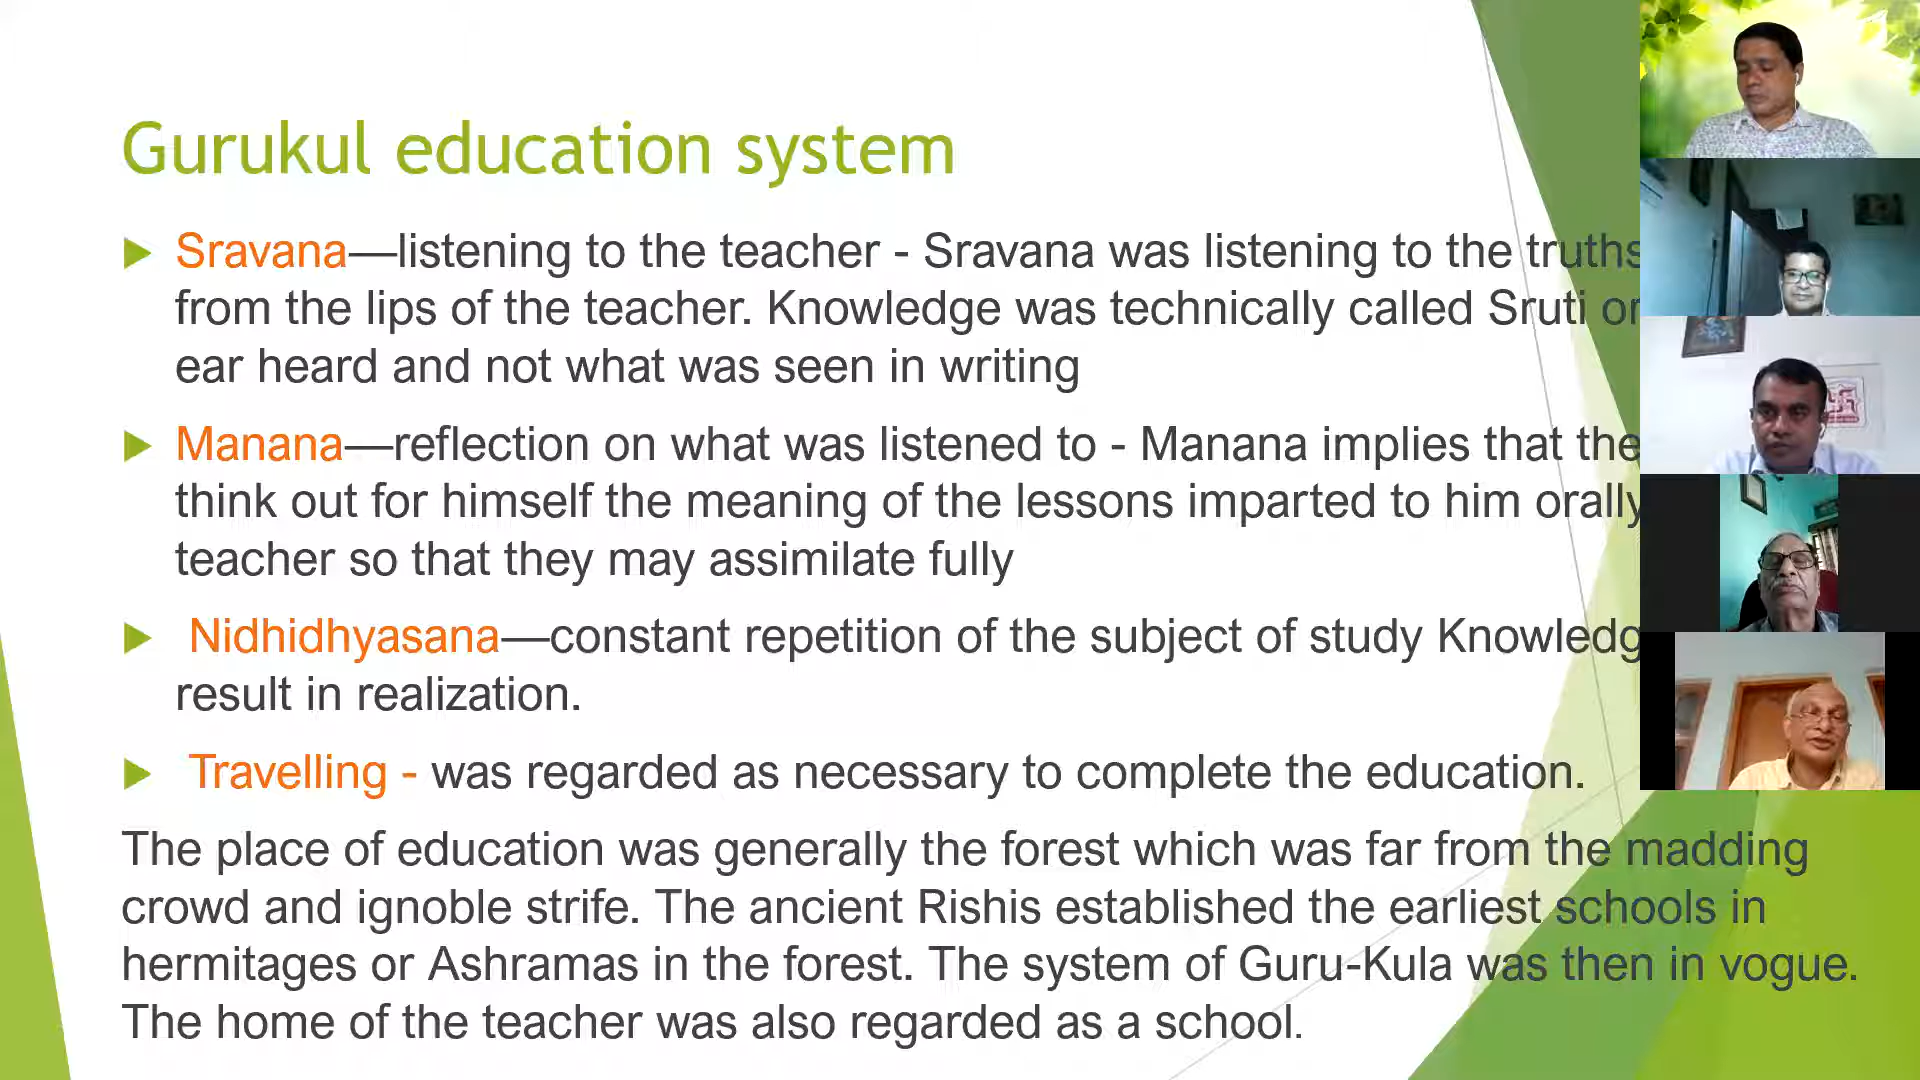 Gurukul education system
Sravana—listening to the teacher - Sravana was listening to the truths
from the lips of the teacher. Knowledge was technically called Sruti or
ear heard and not what was seen in writing
Manana—reflection on what was listened to - Manana implies that the
think out for himself the meaning of the lessons imparted to him orally
teacher so that they may assimilate fully
Nidhidhyasana—constant repetition of the subject of study
result in realization.
Travelling - was regarded as necessary to complete the education.
The place of education was generally the forest which was far from the madding
crowd and ignoble strife. The ancient Rishis established the earliest schools in
hermitages or Ashramas in the forest. The system of Guru-Kula was then in vogue.
The home of the teacher was also regarded as a school.